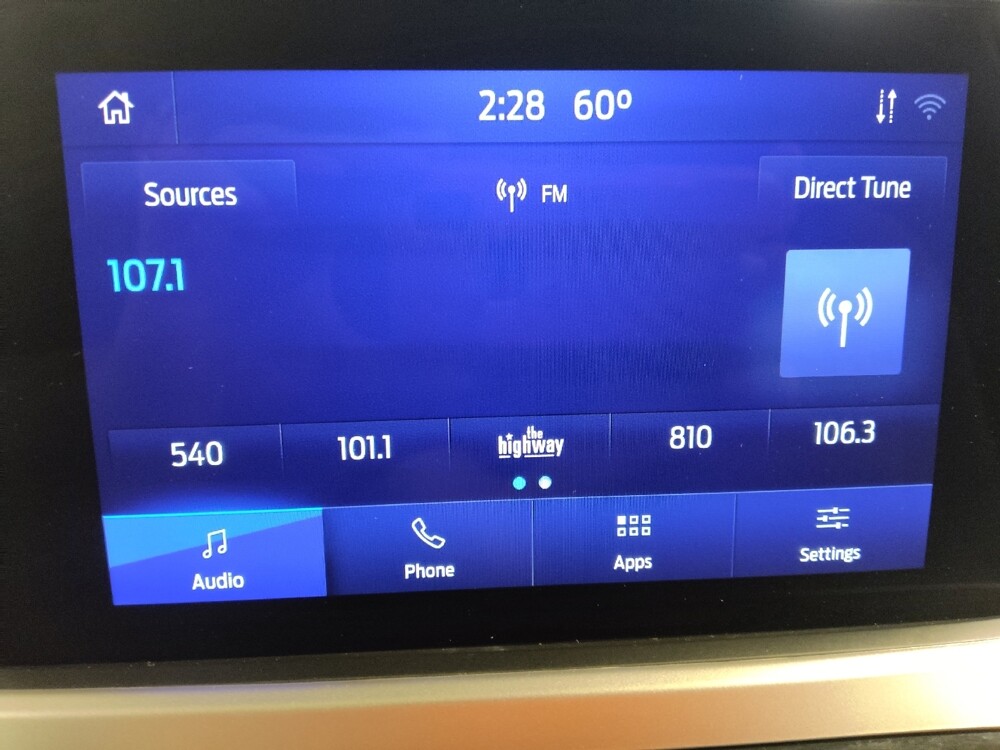 2:28 60º
Sources
FM
Direct Tune
107.1
540
101.1
the
highway
810
106.3
Audio
Phone
Apps
Settings